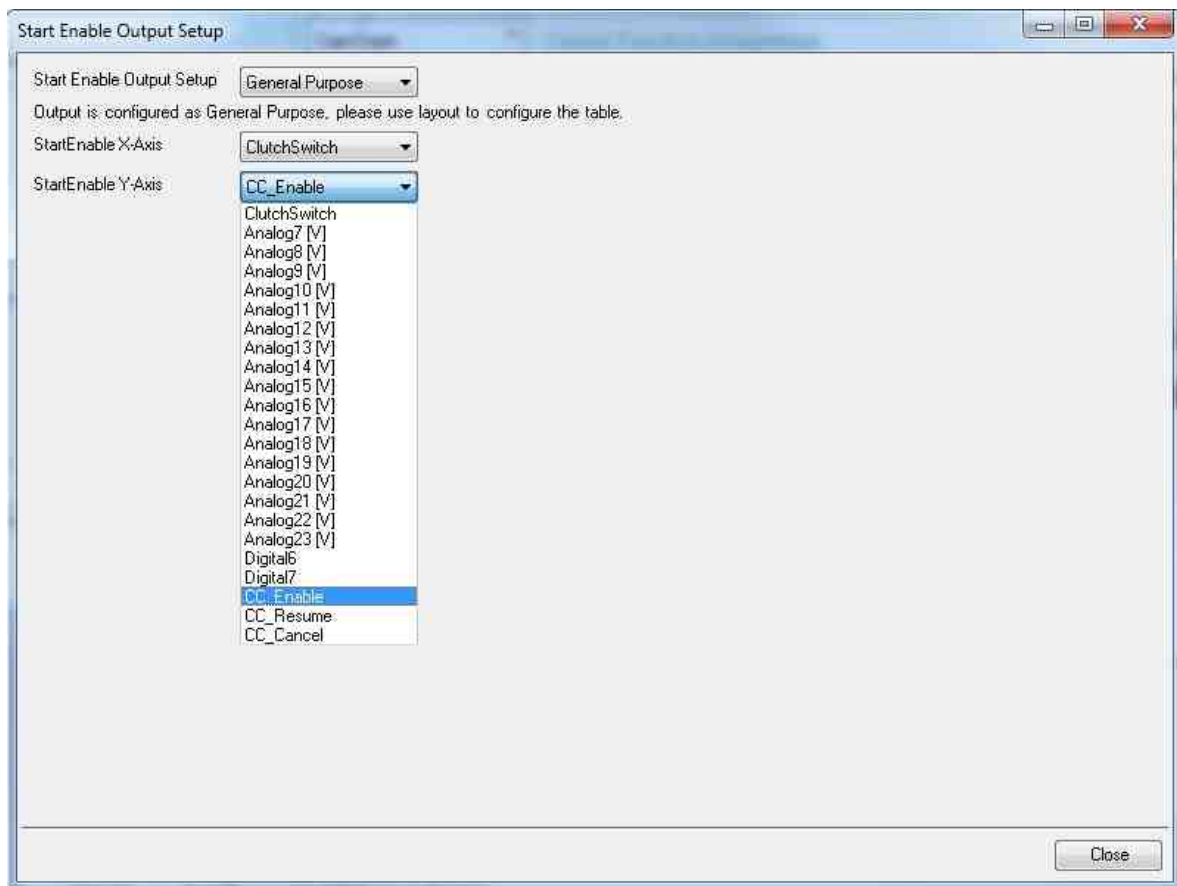 Start Enable Output Setup
Start Enable Output Setup General Purpose
Output is configured as General Purpose, please use layout to configure the table.
StartEnable X-Axis ClutchSwitch
StartEnable Y-Axis CC_Enable
ClutchSwitch
Analog7 [V]
Analog8 [V]
Analog9 [V]
Analog10 [V]
Analog11 [V]
Analog12 [V]
Analog13 [V]
Analog14 [V]
Analog15 [V]
Analog16 [V]
Analog17 [V]
Analog18 [V]
Analog19 [V]
Analog20 [V]
Analog21 [V]
Analog22 [V]
Analog23 [V]
Digital6
Digital7
CC_Enable
CC_Resume
CC_Cancel
Close